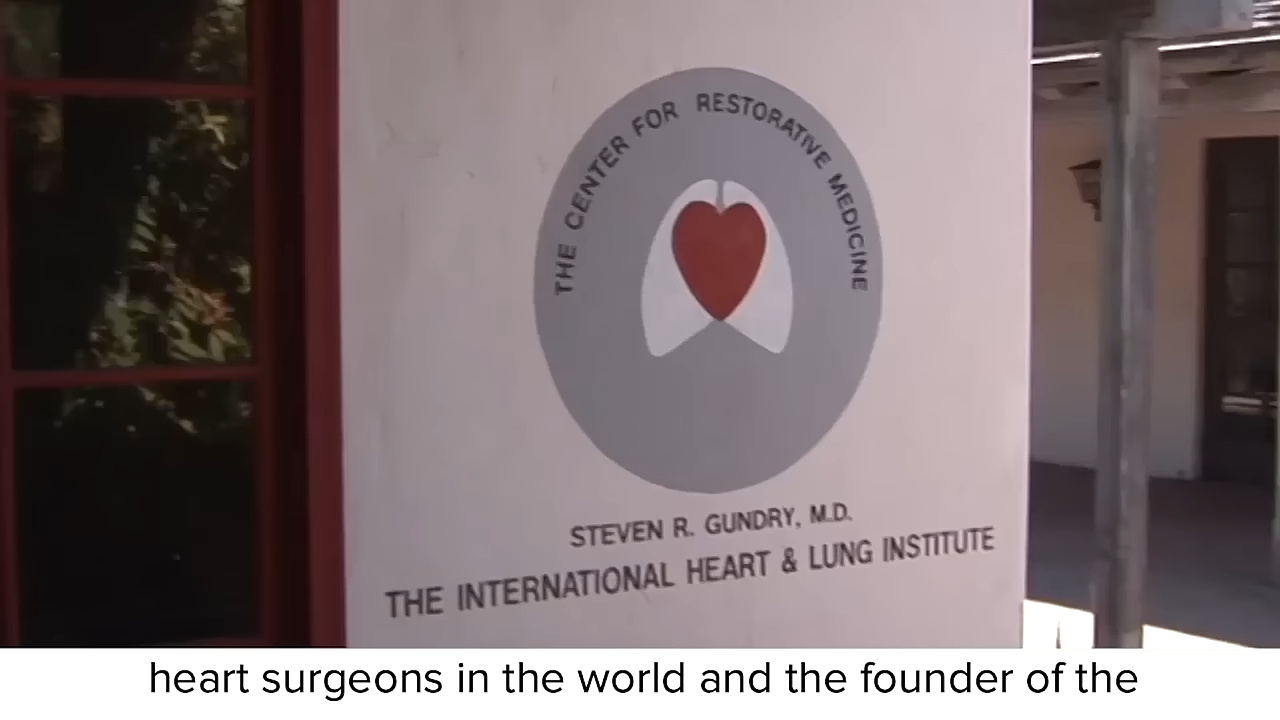 THE CENTER FOR RESTORATIVE MEDICINE
STEVEN R. GUNDRY, M.D.
THE INTERNATIONAL HEART & LUNG INSTITUTE
heart surgeons in the world and the founder of the